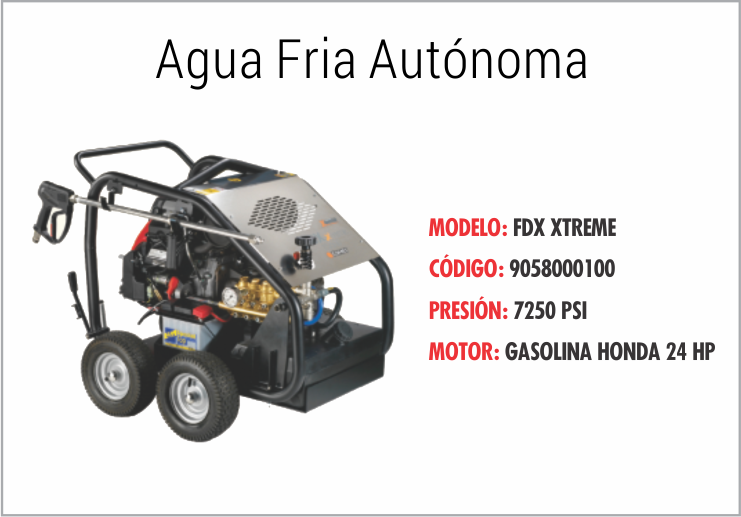 Agua Fria Autónoma
MODELO: FDX XTREME
CÓDIGO: 9058000100
PRESIÓN: 7250 PSI
MOTOR: GASOLINA HONDA 24 HP